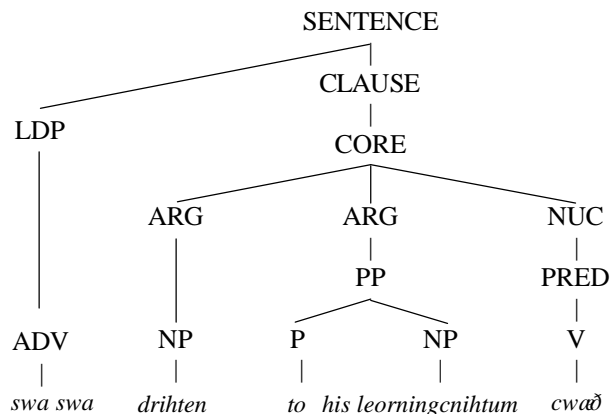 SENTENCE
CLAUSE
LDP
CORE
ARG ARG NUC
PP PRED
ADV NP P NP V
swa swa drihten to his leorningcnihtum cwæð